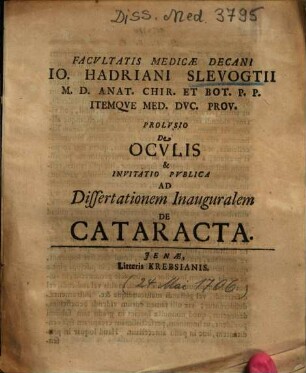 Diss. Med. 3795
FACVLTATIS MEDICÆ DECANI
IO. HADRIANI SLEVOGTII
M. D. ANAT. CHIR. ET BOT. P. P.
ITEMQVE MED. DVC. PROV.
PROLVSIO
De
OCVLIS
&
INVITATIO PVBLICA
AD
Dissertationem Inauguralem
DE
CATARACTA.
JENÆ,
Litteris KREBSIANIS.
(24. Mai 1706)